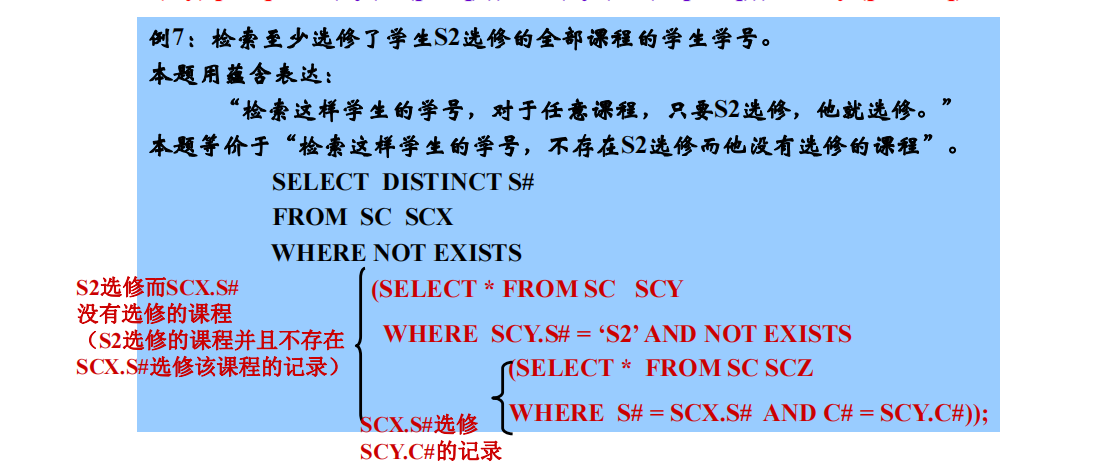 例7：检索至少选修了学生S2选修的全部课程的学生学号。
本题用蕴含表达：
“检索这样学生的学号，对于任意课程，只要S2选修，他就选修。”
本题等价于“检索这样学生的学号，不存在S2选修而他没有选修的课程”。
SELECT DISTINCT S#
FROM SC SCX
WHERE NOT EXISTS
S2选修而SCX.S#
没有选修的课程
（S2选修的课程并且不存在
SCX.S#选修该课程的记录）
(SELECT * FROM SC SCY
WHERE SCY.S# = ‘S2’ AND NOT EXISTS
(SELECT * FROM SC SCZ
WHERE S# = SCX.S# AND C# = SCY.C#));
SCX.S#选修
SCY.C#的记录